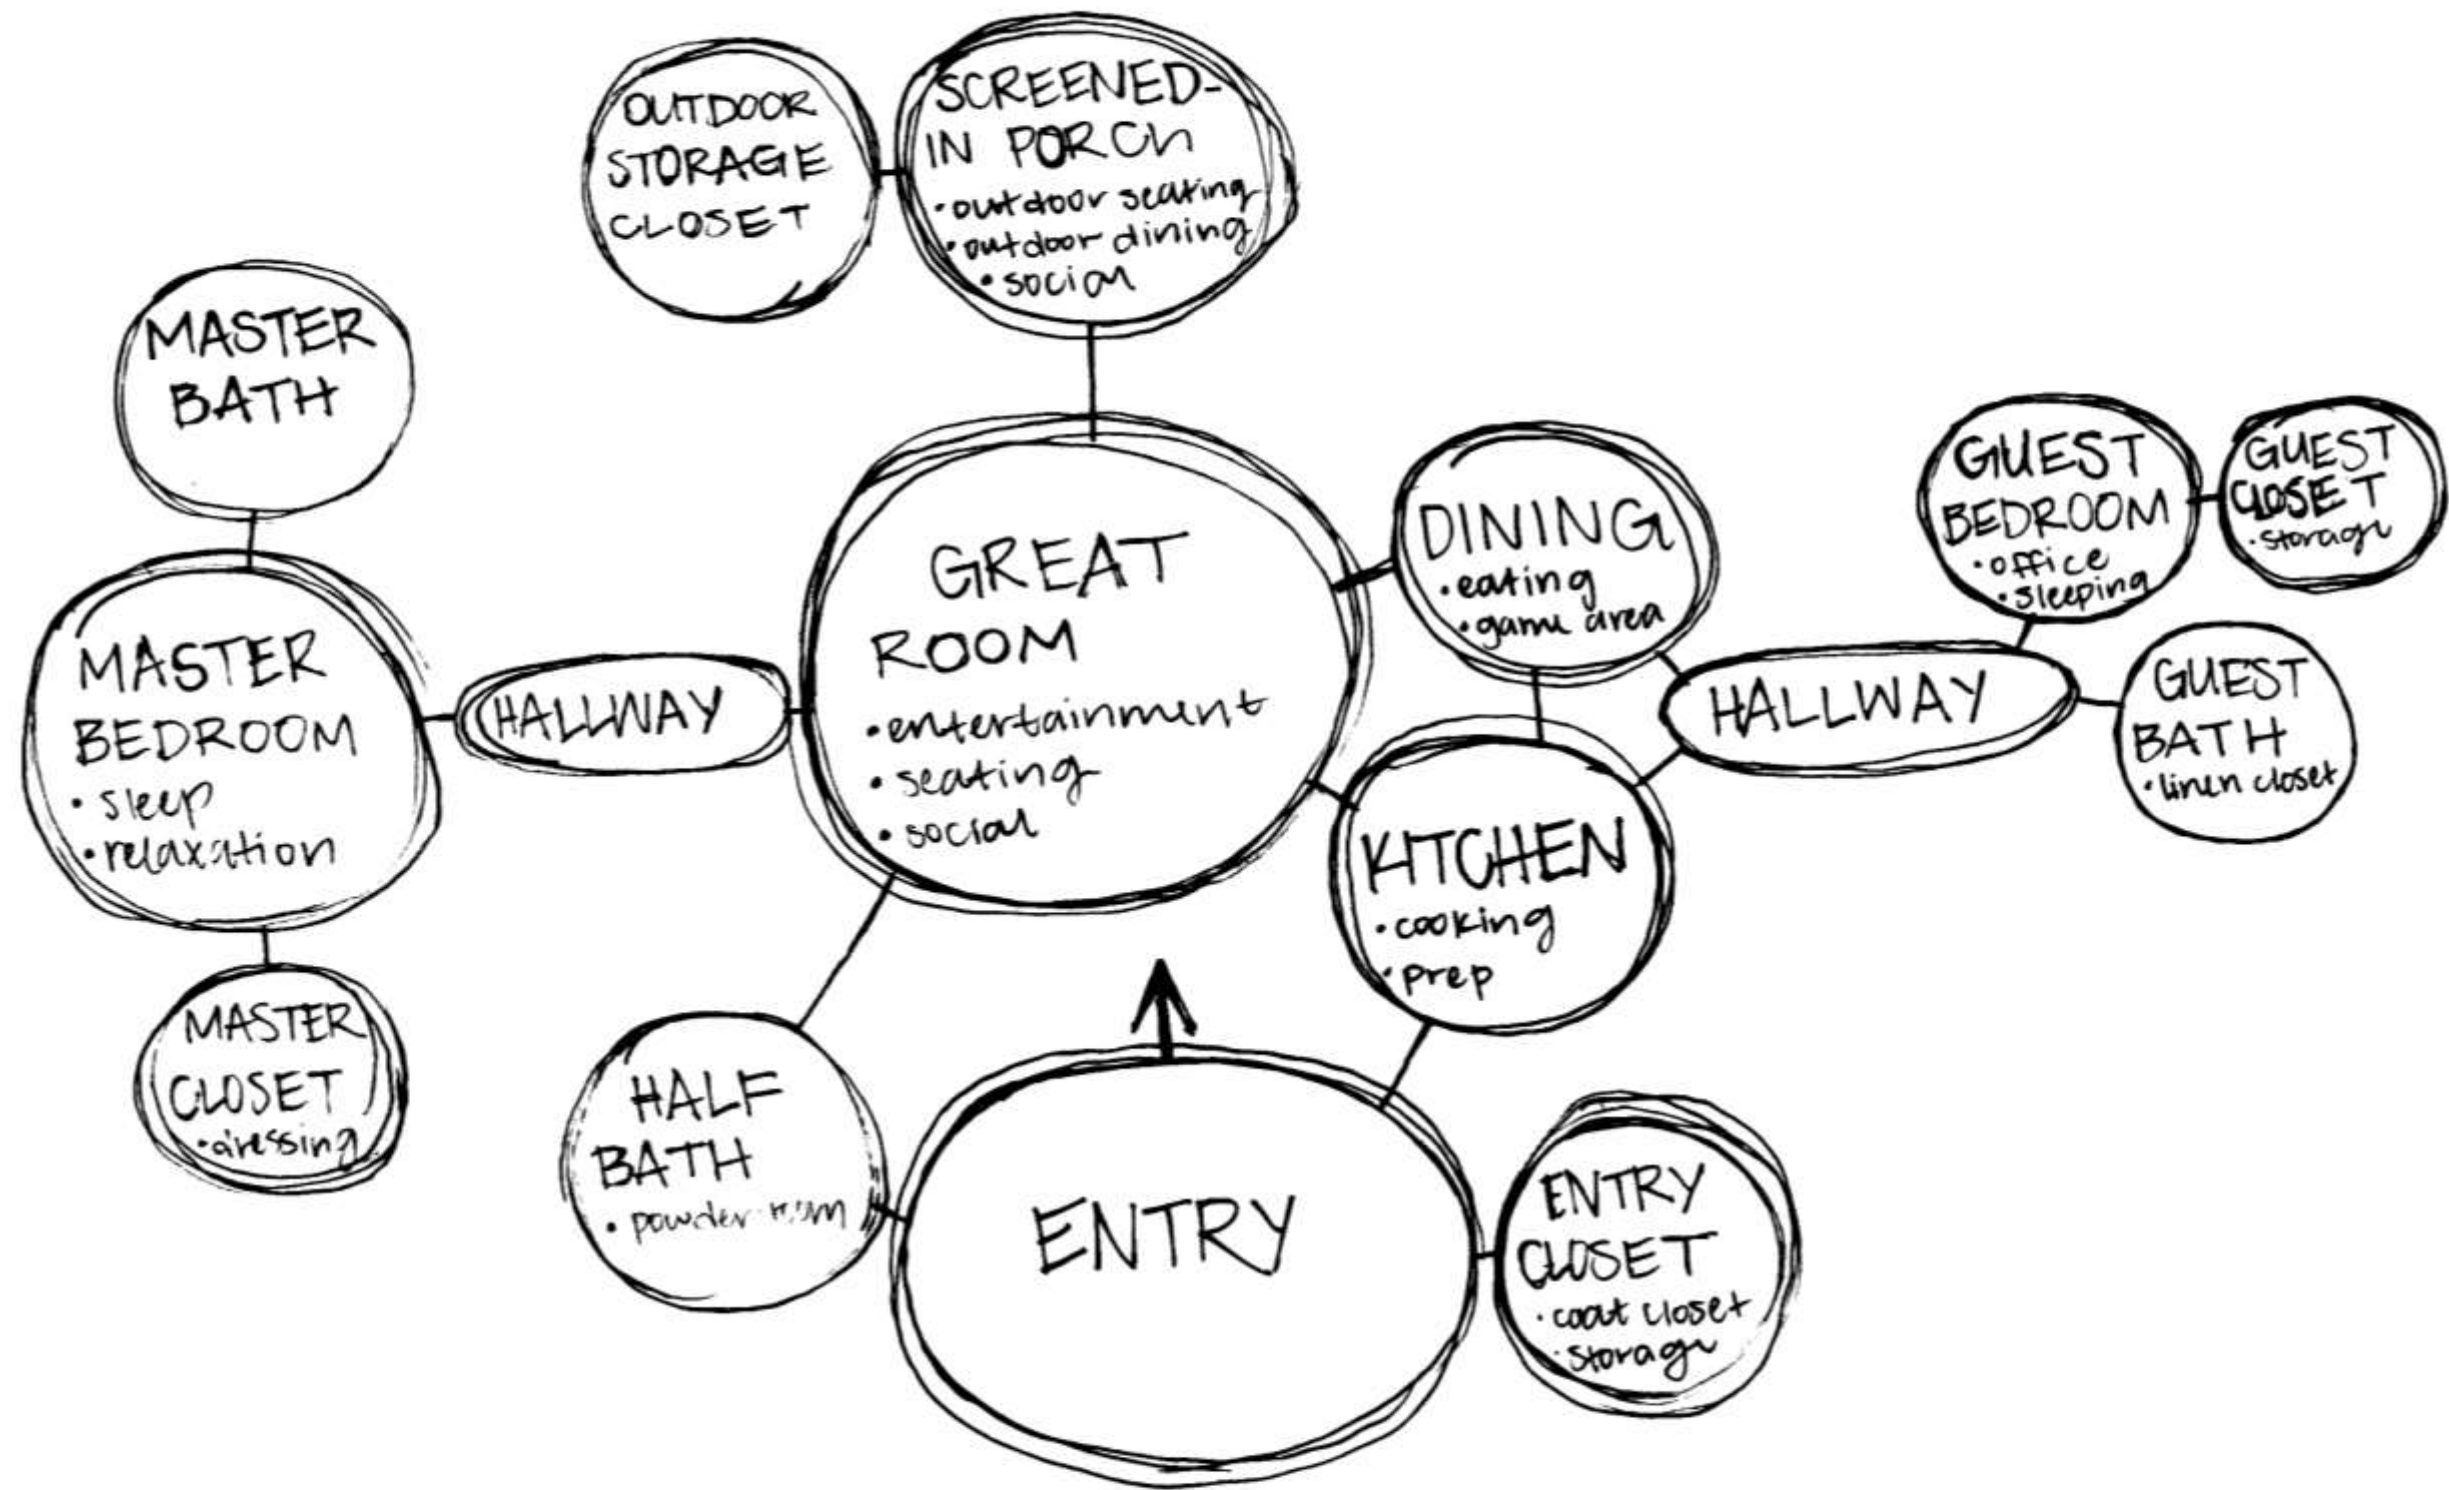 OUTDOOR
STORAGE
CLOSET
SCREENED-
IN PORCH
• outdoor seating
• outdoor dining
• social
MASTER
BATH
MASTER
BEDROOM
• sleep
• relaxation
HALLWAY
MASTER
CLOSET
• dressing
GREAT
ROOM
• entertainment
• seating
• social
DINING
• eating
• game area
KITCHEN
• cooking
• prep
HALLWAY
GUEST
BEDROOM
• office
• sleeping
GUEST
CLOSET
• storage
GUEST
BATH
• linen closet
HALF
BATH
• powder room
ENTRY
ENTRY
CLOSET
• coat closet
• storage